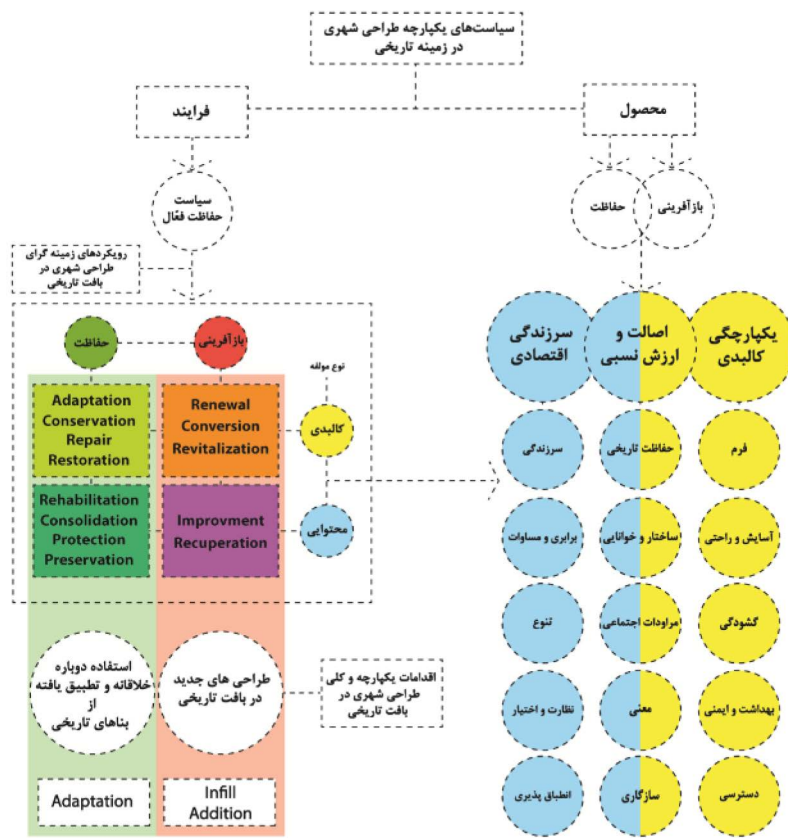 سیاست‌های یکپارچه طراحی شهری
در زمینه تاریخی
محصول
فرایند
بازآفرینی
حفاظت
سیاست
حفاظت فعّال
رویکردهای زمینه گرای
طراحی شهری در
بافت تاریخی
حفاظت
بازآفرینی
نوع مولفه
کالبدی
محتوایی
Adaptation
Conservation
Repair
Restoration
Renewal
Conversion
Revitalization
Rehabilitation
Consolidation
Protection
Preservation
Improvment
Recuperation
استفاده دوباره
خلاقانه و تطبیق یافته
از
بناهای تاریخی
طراحی های جدید
در بافت تاریخی
اقدامات یکپارچه و کلی
طراحی شهری در
بافت تاریخی
Adaptation
Infill
Addition
یکپارچگی
کالبدی
اصالت و
ارزش نسبی
سرزندگی
اقتصادی
فرم
حفاظت تاریخی
سرزندگی
آسایش و راحتی
ساختار و خوانایی
برابری و مساوات
گشودگی
مراودات اجتماعی
تنوع
بهداشت و ایمنی
معنی
نظارت و اختیار
دسترسی
سازگاری
انطباق پذیری